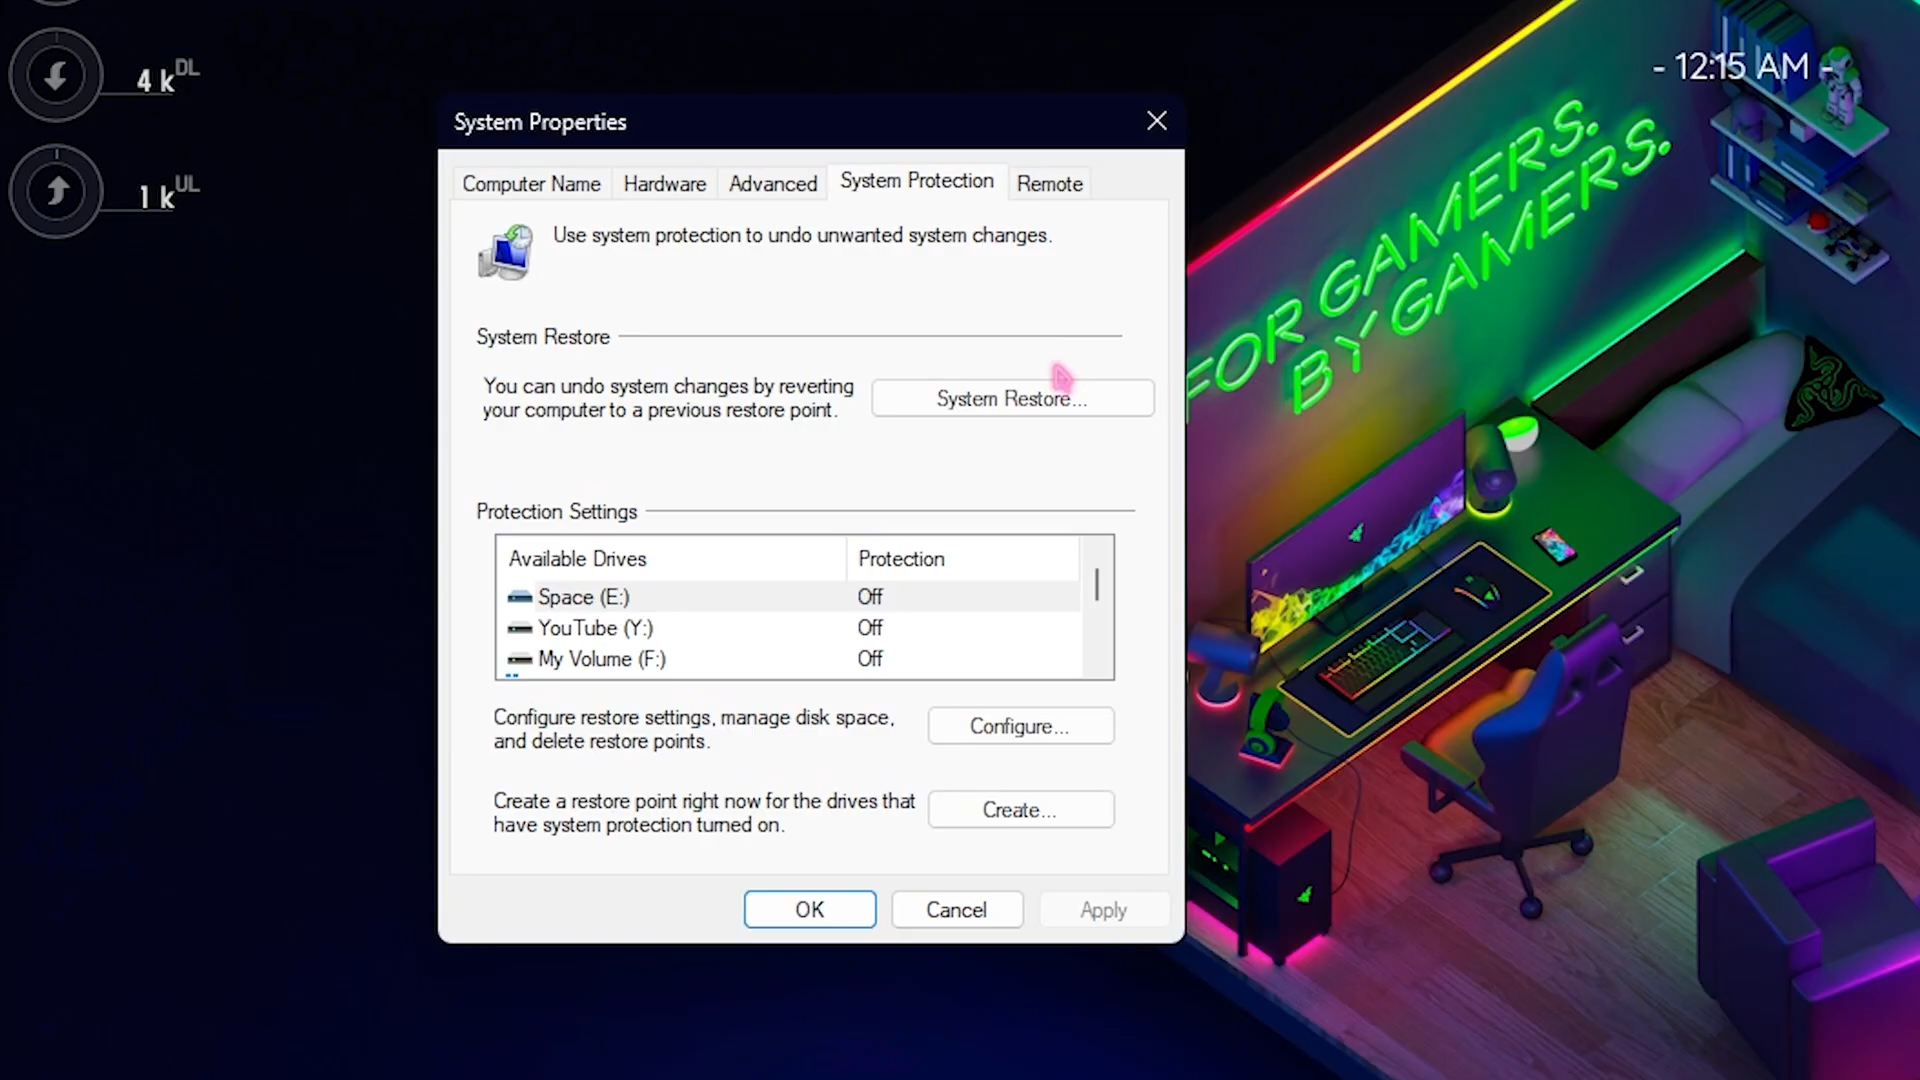 4 k DL
1 k UL
- 12:15 AM -
FOR GAMERS.
BY GAMERS.
System Properties
Computer Name Hardware Advanced System Protection Remote
Use system protection to undo unwanted system changes.
System Restore
You can undo system changes by reverting
your computer to a previous restore point.
System Restore...
Protection Settings
Available Drives Protection
Space (E:) Off
YouTube (Y:) Off
My Volume (F:) Off
Configure restore settings, manage disk space,
and delete restore points.
Configure...
Create a restore point right now for the drives that
have system protection turned on.
Create...
OK Cancel Apply